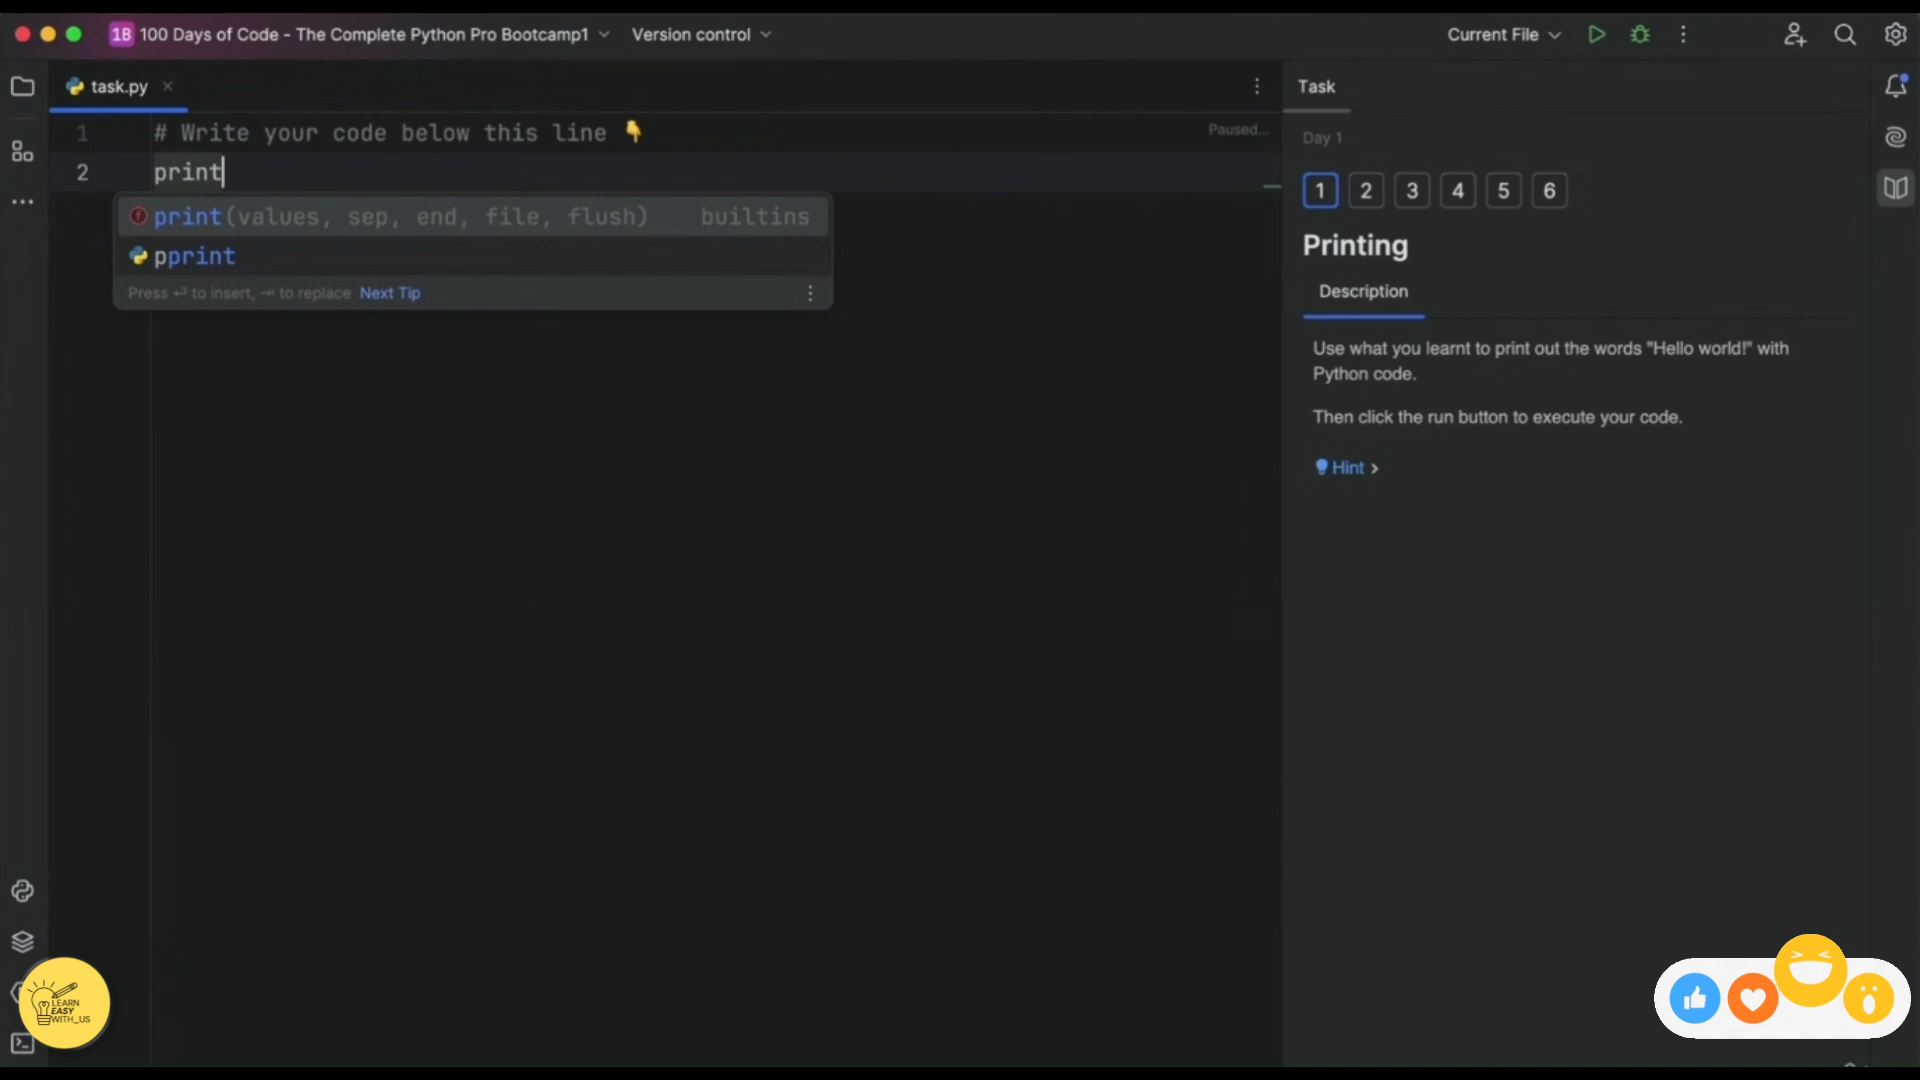 1B 100 Days of Code - The Complete Python Pro Bootcamp1 Version control Current File
task.py
Task
1 # Write your code below this line 👇
Paused...
2 print
print(values, sep, end, file, flush) builtins
pprint
Press ⏎ to insert, ⇥ to replace Next Tip
Day 1
1 2 3 4 5 6
Printing
Description
Use what you learnt to print out the words "Hello world!" with
Python code.
Then click the run button to execute your code.
Hint >
LEARN
EASY
WITH_US